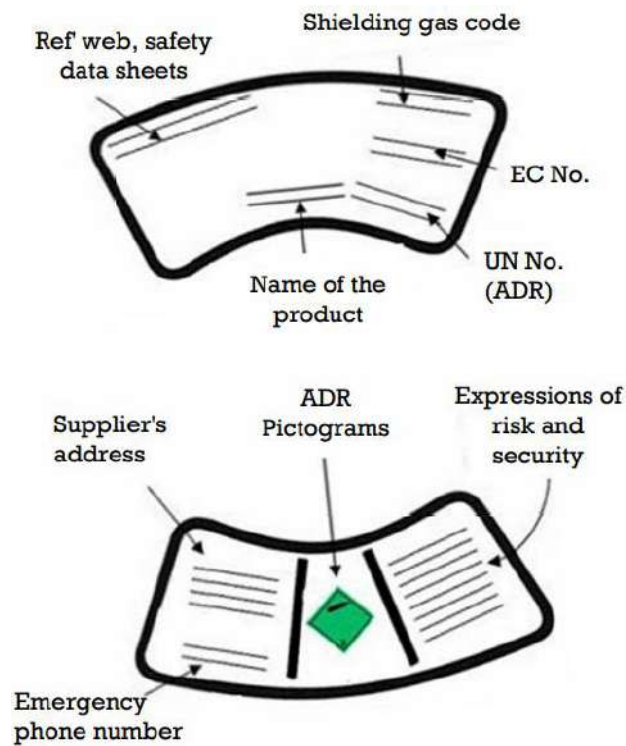 Shielding gas code
Ref' web, safety
data sheets
EC No.
UN No.
(ADR)
Name of the
product
Supplier's
address
ADR
Pictograms
Expressions of
risk and
security
Emergency
phone number